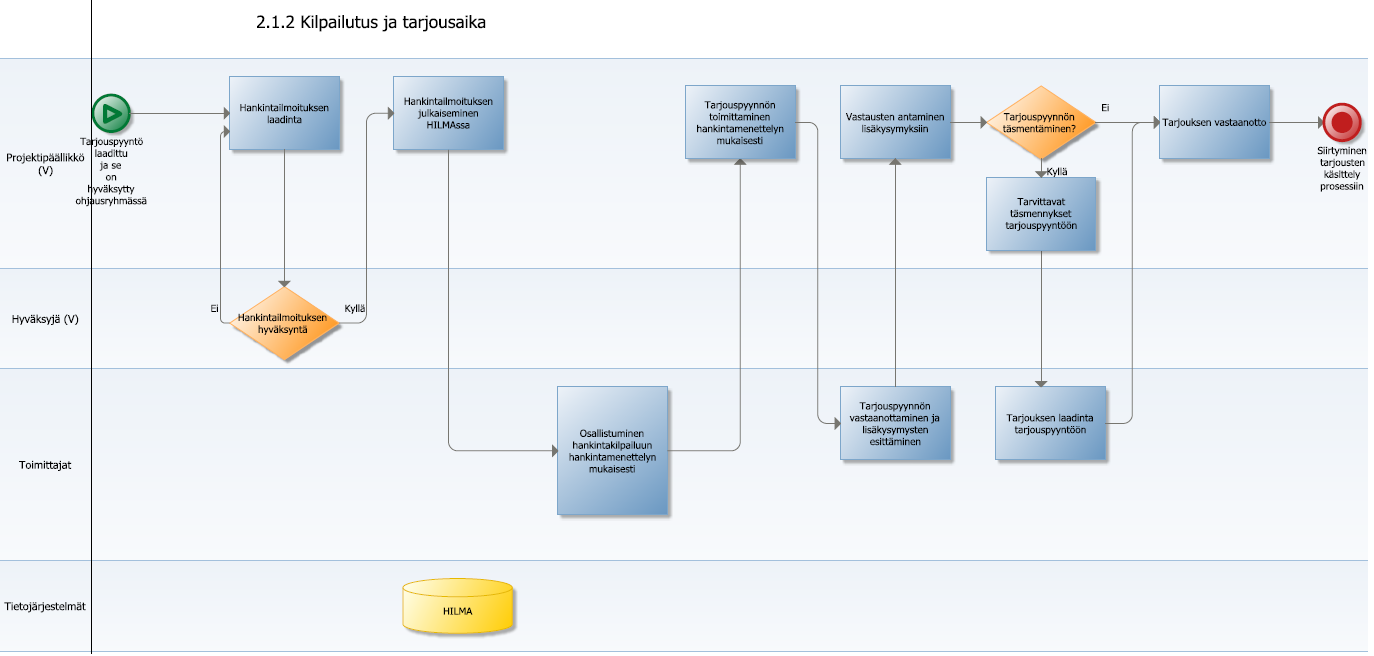 2.1.2 Kilpailutus ja tarjousaika
Projektipäällikkö
(V)
Tarjouspyyntö
laadittu
ja se
on
hyväksytty
ohjausryhmässä
Hankintailmoituksen
laadinta
Hankintailmoituksen
julkaiseminen
HILMAssa
Tarjouspyynnön
toimittaminen
hankintamenettelyn
mukaisesti
Vastausten antaminen
lisäkysymyksiin
Tarjouspyynnön
täsmentäminen?
Ei
Kyllä
Tarvittavat
täsmennykset
tarjouspyyntöön
Tarjouksen vastaanotto
Siirtyminen
tarjousten
käsittely
prosessiin
Hyväksyjä (V)
Ei
Hankintailmoituksen
hyväksyntä
Kyllä
Toimittajat
Osallistuminen
hankintakilpailuun
hankintamenettelyn
mukaisesti
Tarjouspyynnön
vastaanottaminen ja
lisäkysymysten
esittäminen
Tarjouksen laadinta
tarjouspyyntöön
Tietojärjestelmät
HILMA